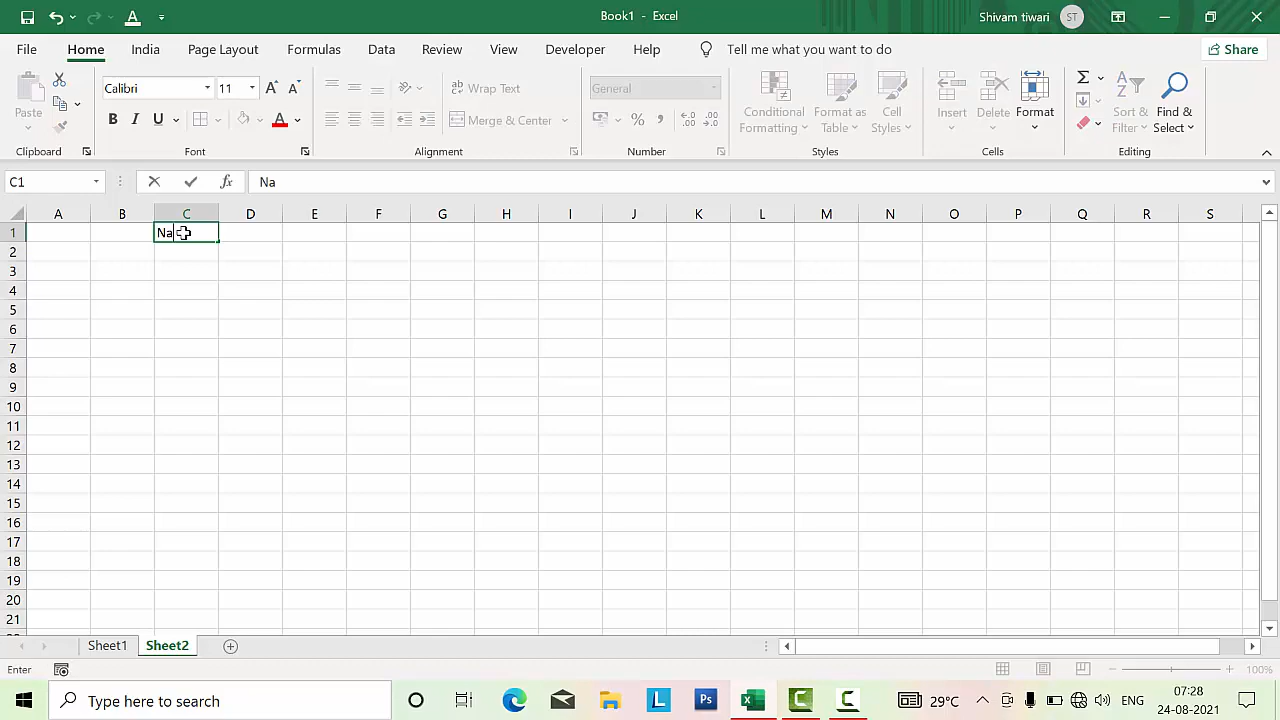 Book1 - Excel
Shivam tiwari ST
File Home India Page Layout Formulas Data Review View Developer Help Tell me what you want to do Share
Paste
Calibri 11
Wrap Text
Merge & Center
General
Conditional Formatting
Format as Table
Cell Styles
Insert
Delete
Format
Sort & Filter
Find & Select
Clipboard Font Alignment Number Styles Cells Editing
C1 fx Na
A B C D E F G H I J K L M N O P Q R S
1 Na
2
3
4
5
6
7
8
9
10
11
12
13
14
15
16
17
18
19
20
21
Sheet1 Sheet2
Enter 100%
Type here to search L Ps 29°C ENG 07:28
24-08-2021